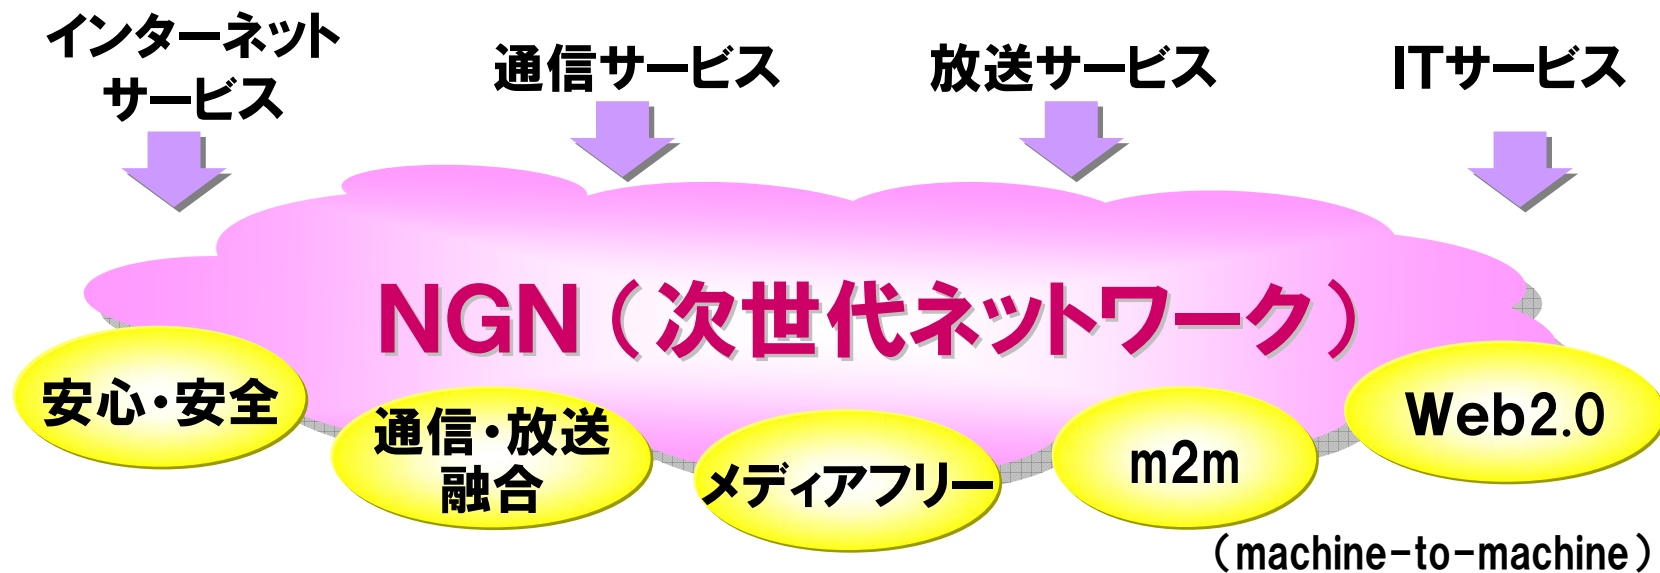 インターネット
サービス
通信サービス
放送サービス
ITサービス
NGN（次世代ネットワーク）
安心・安全
通信・放送
融合
メディアフリー
m2m
Web2.0
（machine-to-machine）